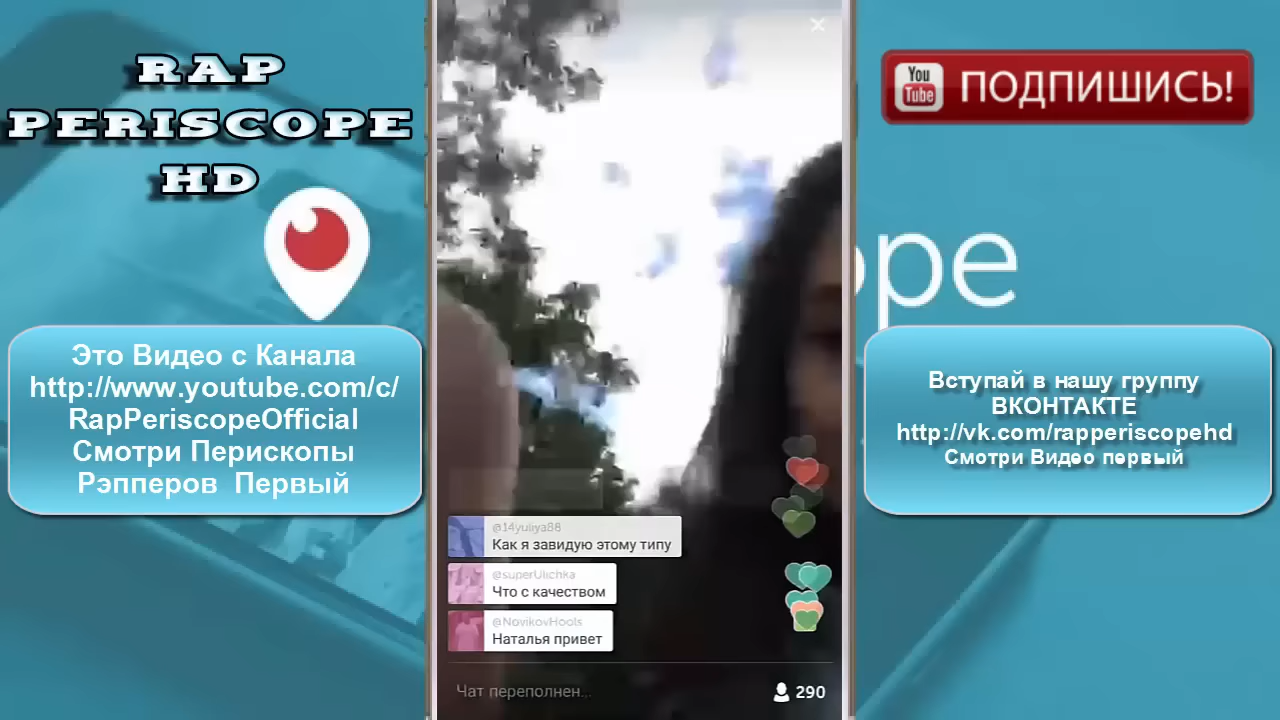 RAP
PERISCOPE
HD
Это Видео с Канала
http://www.youtube.com/c/
RapPeriscopeOfficial
Смотри Перископы
Рэпперов Первый
@14yuliya88
Как я завидую этому типу
@superUlichka
Что с качеством
@NovikovHools
Наталья привет
Чат переполнен...
290
You
Tube
ПОДПИШИСЬ!
ope
Вступай в нашу группу
ВКОНТАКТЕ
http://vk.com/rapperiscopehd
Смотри Видео первый